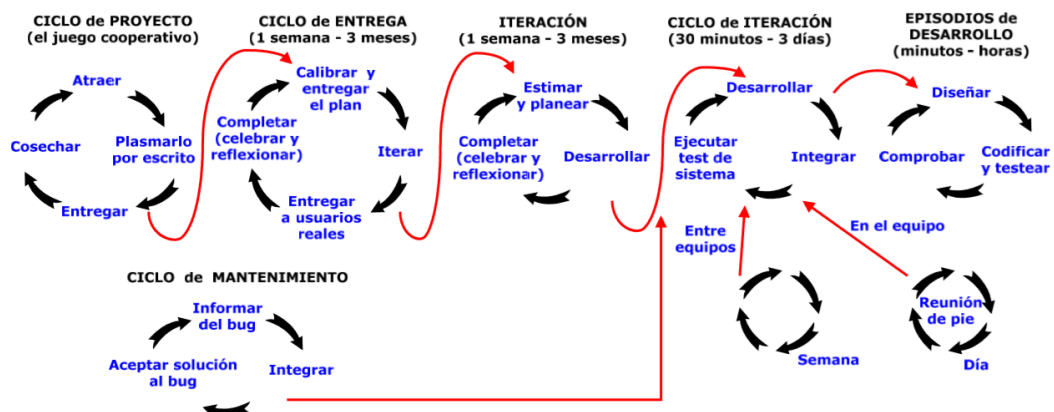 CICLO de PROYECTO
(el juego cooperativo)
Atraer
Cosechar
Plasmarlo
por escrito
Entregar
CICLO de ENTREGA
(1 semana - 3 meses)
Calibrar y
entregar
el plan
Completar
(celebrar y
reflexionar)
Iterar
Entregar
a usuarios
reales
ITERACIÓN
(1 semana - 3 meses)
Estimar
y planear
Completar
(celebrar y
reflexionar)
Desarrollar
CICLO de ITERACIÓN
(30 minutos - 3 días)
Desarrollar
Ejecutar
test de
sistema
Integrar
EPISODIOS de
DESARROLLO
(minutos - horas)
Diseñar
Comprobar
Codificar
y testear
Entre
equipos
En el equipo
Semana
Reunión
de pie
Día
CICLO de MANTENIMIENTO
Informar
del bug
Aceptar solución
al bug
Integrar